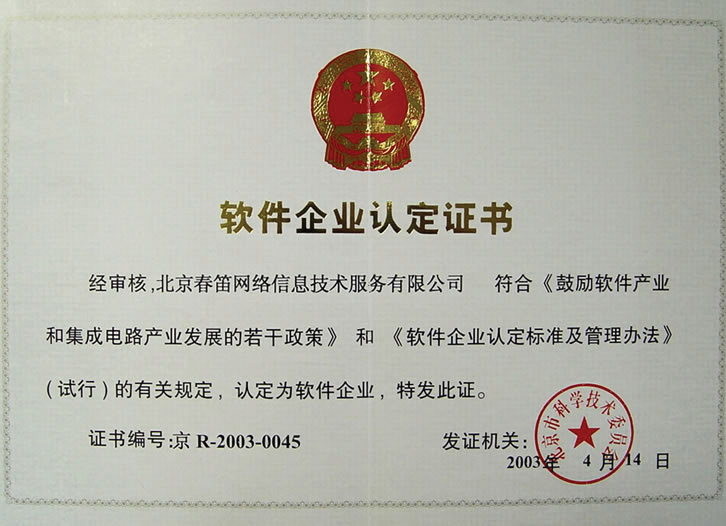 软件企业认定证书
经审核,北京春笛网络信息技术服务有限公司 符合《鼓励软件产业
和集成电路产业发展的若干政策》 和 《软件企业认定标准及管理办法》
(试行)的有关规定，认定为软件企业，特发此证。
证书编号:京 R-2003-0045
发证机关:
北京市科学技术委员会
2003年 4 月 14 日